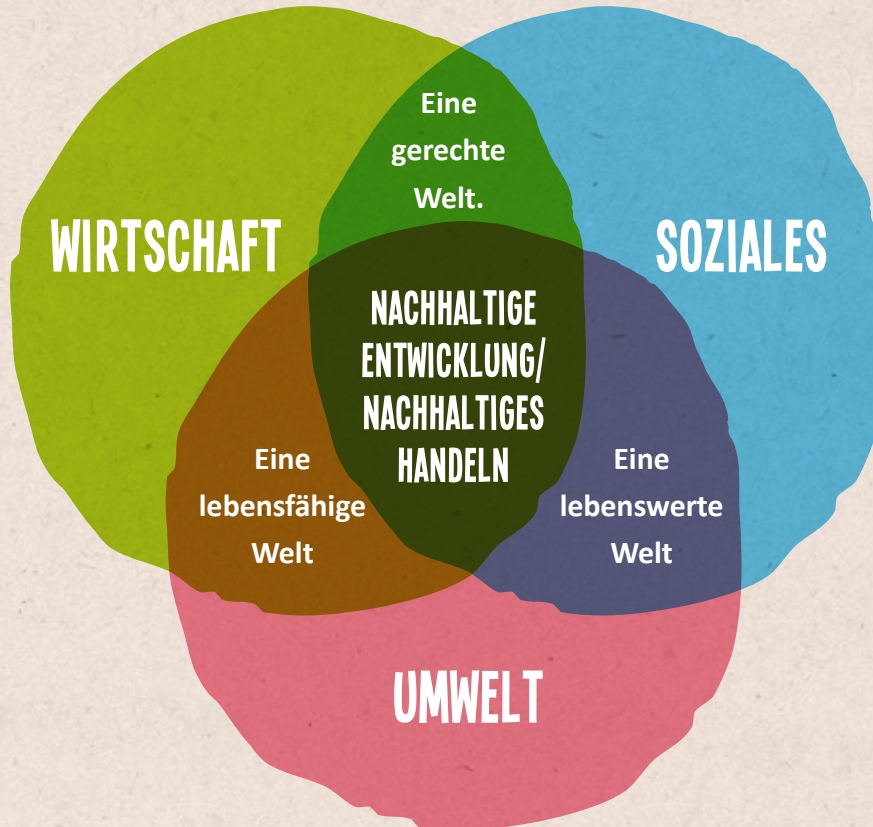 Eine
gerechte
Welt.
WIRTSCHAFT
SOZIALES
NACHHALTIGE
ENTWICKLUNG/
NACHHALTIGES
HANDELN
Eine
lebensfähige
Welt
Eine
lebenswerte
Welt
UMWELT